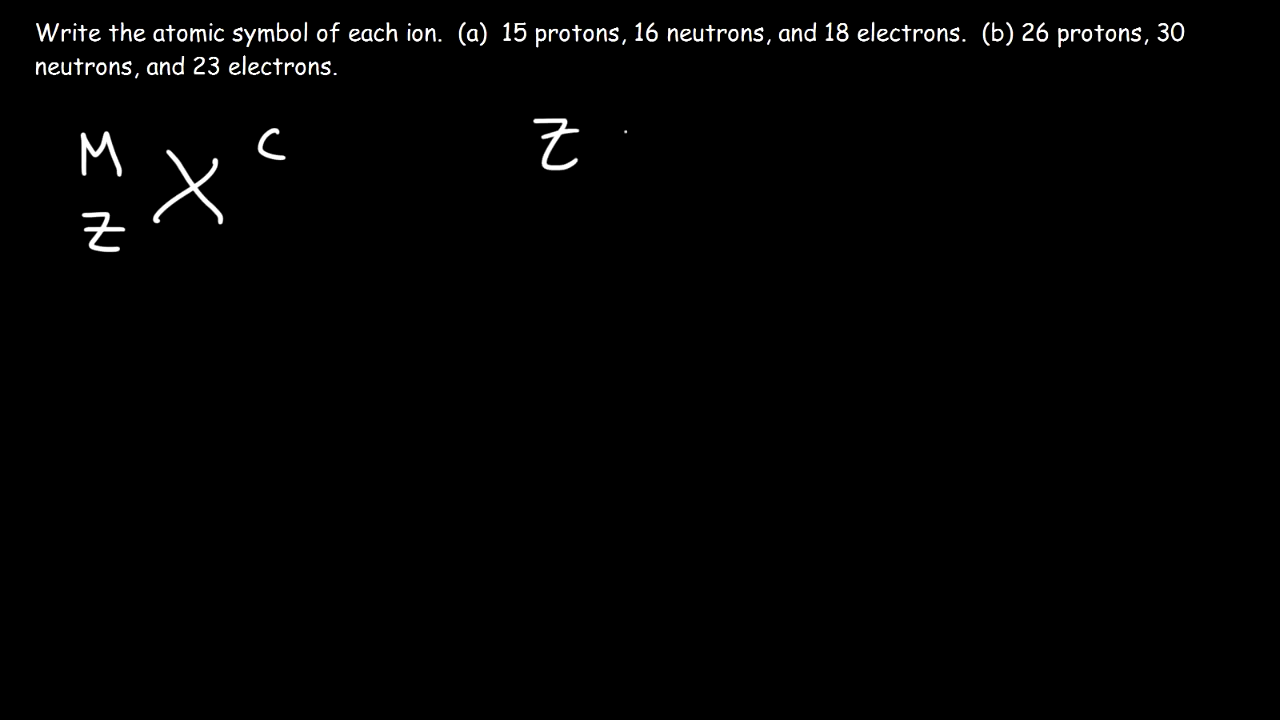 Write the atomic symbol of each ion. (a) 15 protons, 16 neutrons, and 18 electrons. (b) 26 protons, 30
neutrons, and 23 electrons.
M X C Z
Z